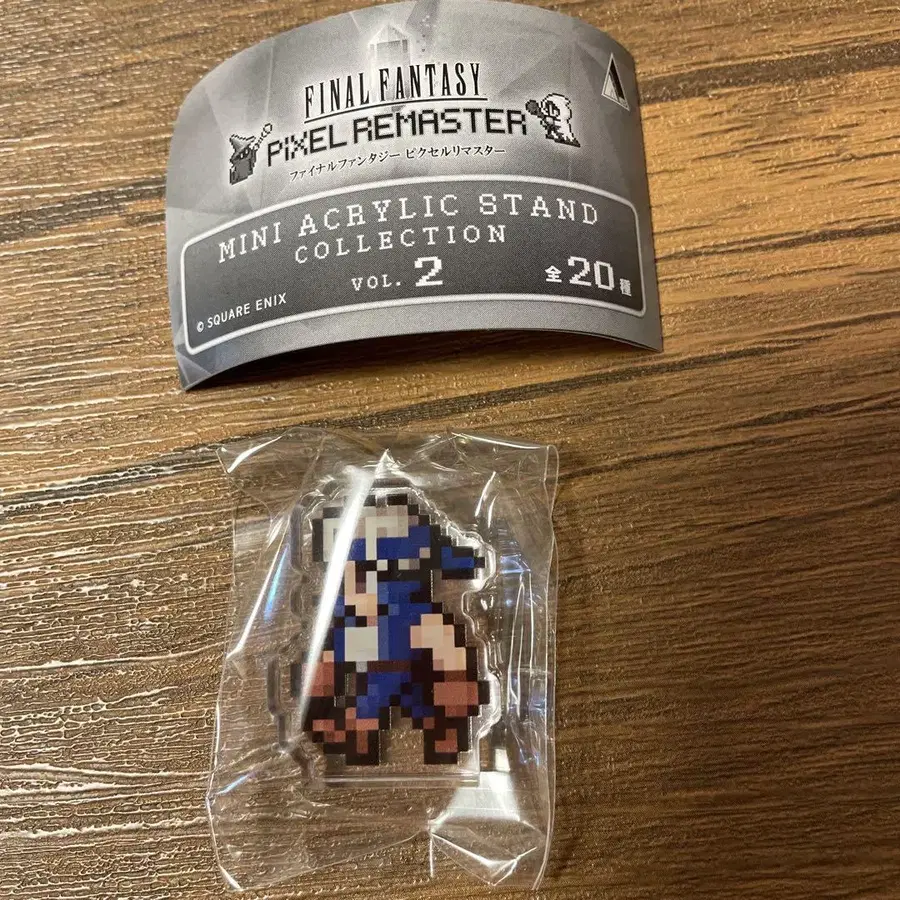 FINAL FANTASY
PIXEL REMASTER
ファイナルファンタジー ピクセルリマスター
MINI ACRYLIC STAND
COLLECTION
VOL. 2 全20種
© SQUARE ENIX